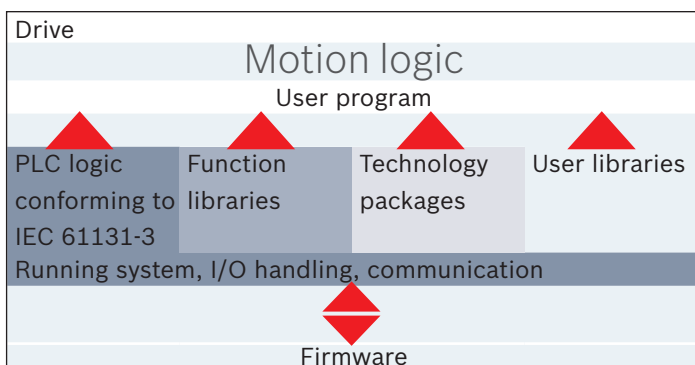 Drive
Motion logic
User program
PLC logic
conforming to
IEC 61131-3
Function
libraries
Technology
packages
User libraries
Running system, I/O handling, communication
Firmware